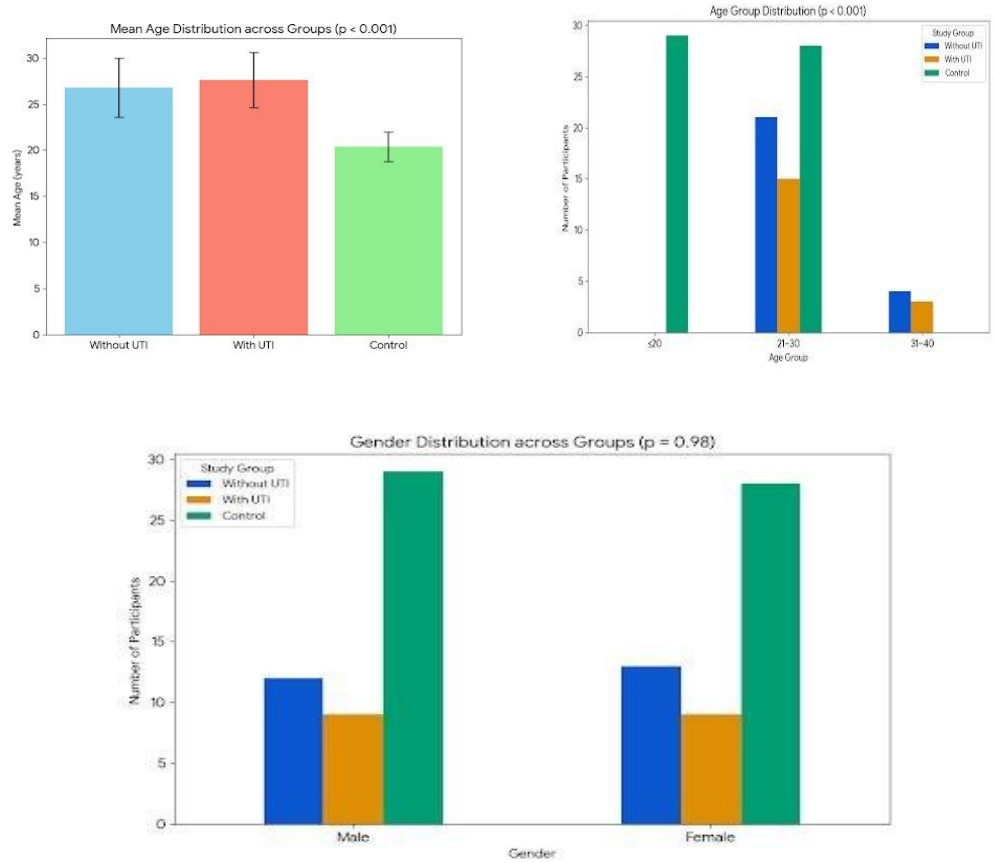 Mean Age Distribution across Groups (p < 0.001)
Mean Age (years)
30
25
20
15
10
5
0
Without UTI
With UTI
Control
Age Group Distribution (p < 0.001)
Study Group
Without UTI
With UTI
Control
Number of Participants
30
25
20
15
10
5
0
≤20
21–30
31–40
Age Group
Gender Distribution across Groups (p = 0.98)
Study Group
Without UTI
With UTI
Control
Number of Participants
30
25
20
15
10
5
0
Male
Female
Gender